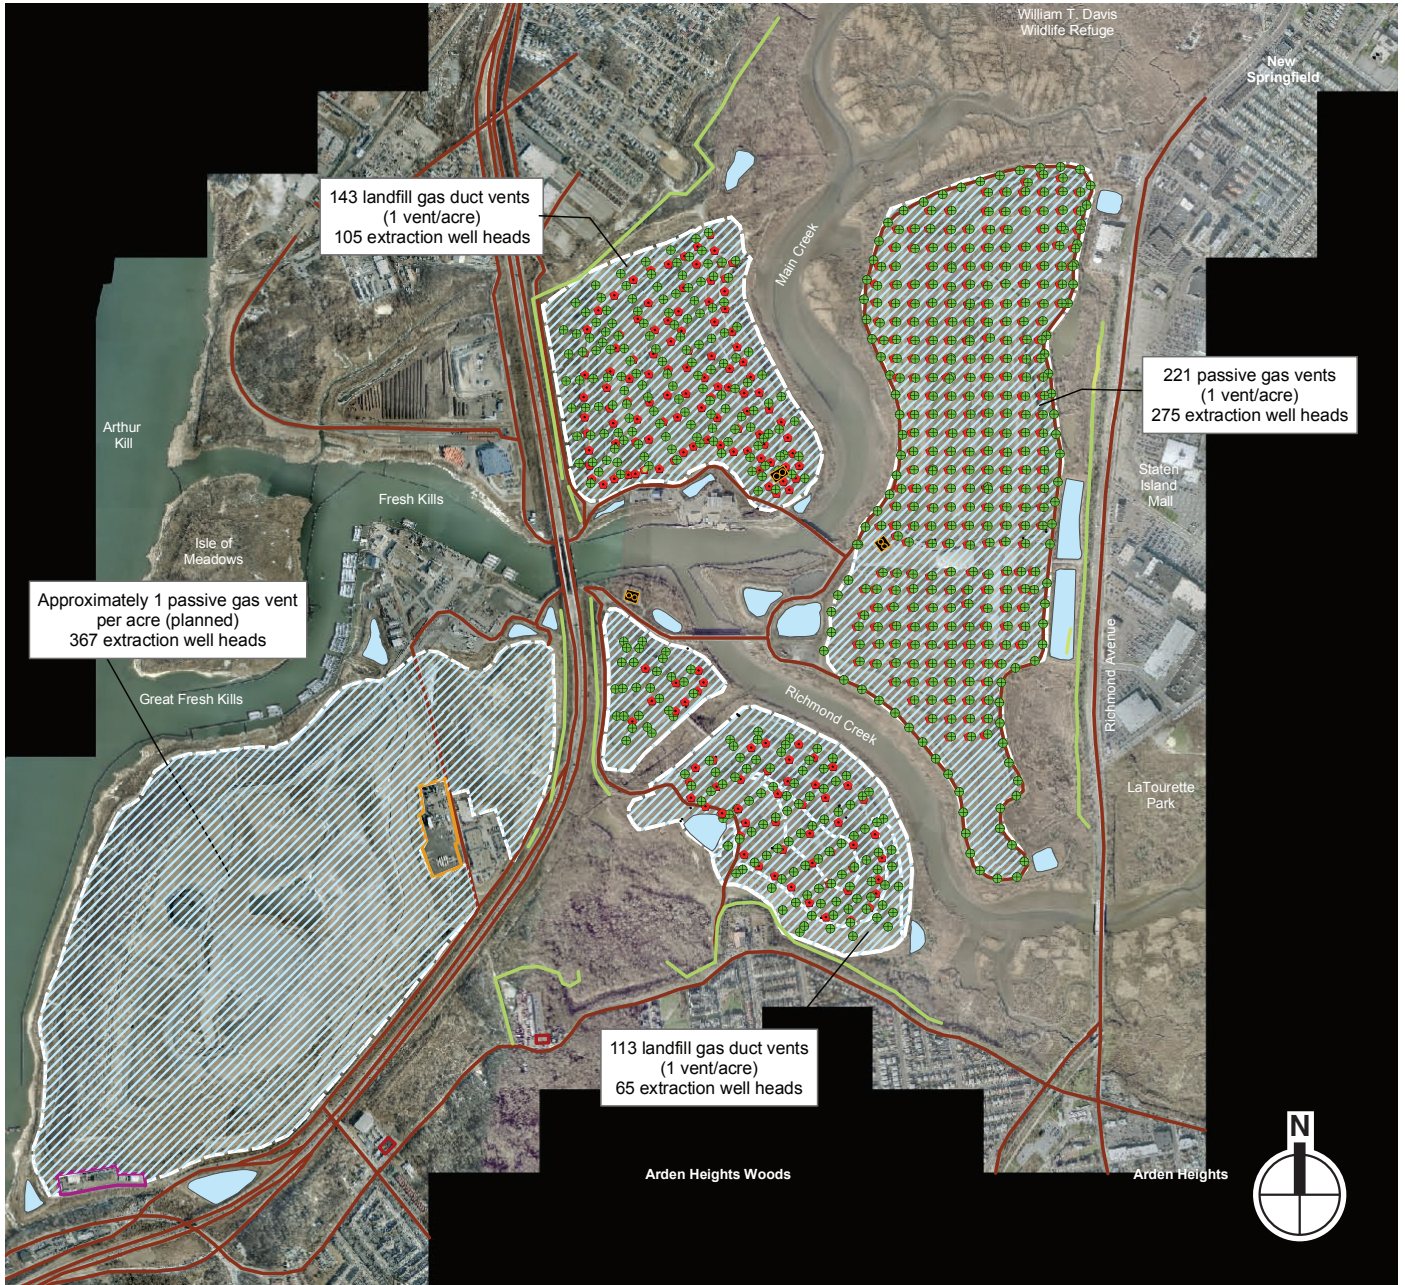 William T. Davis
Wildlife Refuge
New
Springfield
143 landfill gas duct vents
(1 vent/acre)
105 extraction well heads
Main Creek
221 passive gas vents
(1 vent/acre)
275 extraction well heads
Arthur
Kill
Fresh Kills
Staten
Island
Mall
Isle of
Meadows
Approximately 1 passive gas vent
per acre (planned)
367 extraction well heads
Great Fresh Kills
Richmond Creek
Richmond Avenue
LaTourette
Park
113 landfill gas duct vents
(1 vent/acre)
65 extraction well heads
N
Arden Heights Woods
Arden Heights